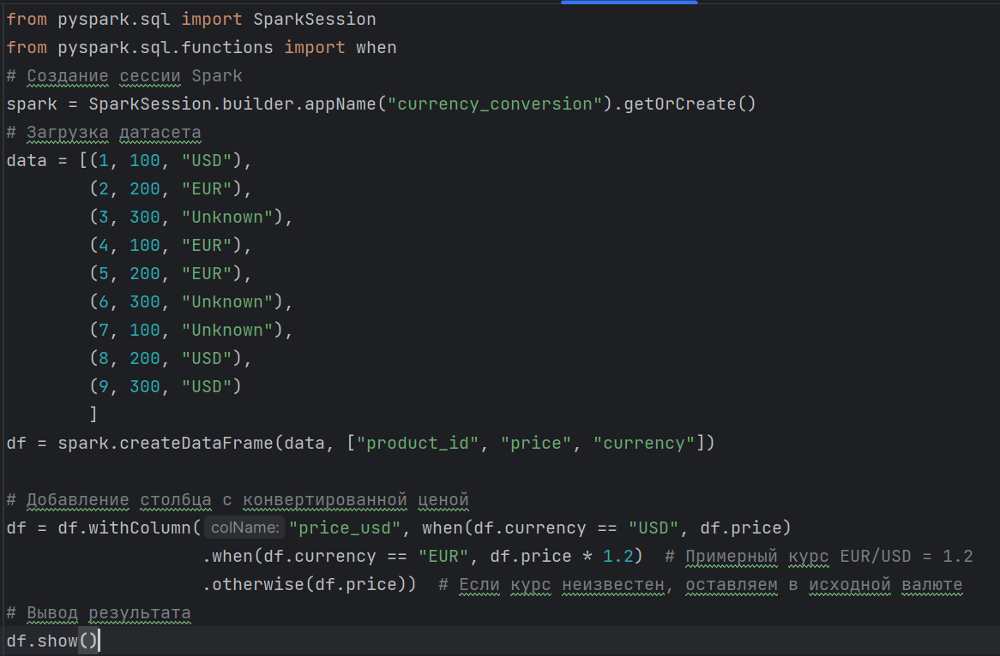 from pyspark.sql import SparkSession
from pyspark.sql.functions import when
# Создание сессии Spark
spark = SparkSession.builder.appName("currency_conversion").getOrCreate()
# Загрузка датасета
data = [(1, 100, "USD"),
        (2, 200, "EUR"),
        (3, 300, "Unknown"),
        (4, 100, "EUR"),
        (5, 200, "EUR"),
        (6, 300, "Unknown"),
        (7, 100, "Unknown"),
        (8, 200, "USD"),
        (9, 300, "USD")
        ]
df = spark.createDataFrame(data, ["product_id", "price", "currency"])
# Добавление столбца с конвертированной ценой
df = df.withColumn( colName: "price_usd", when(df.currency == "USD", df.price)
                   .when(df.currency == "EUR", df.price * 1.2)  # Примерный курс EUR/USD = 1.2
                   .otherwise(df.price))  # Если курс неизвестен, оставляем в исходной валюте
# Вывод результата
df.show()